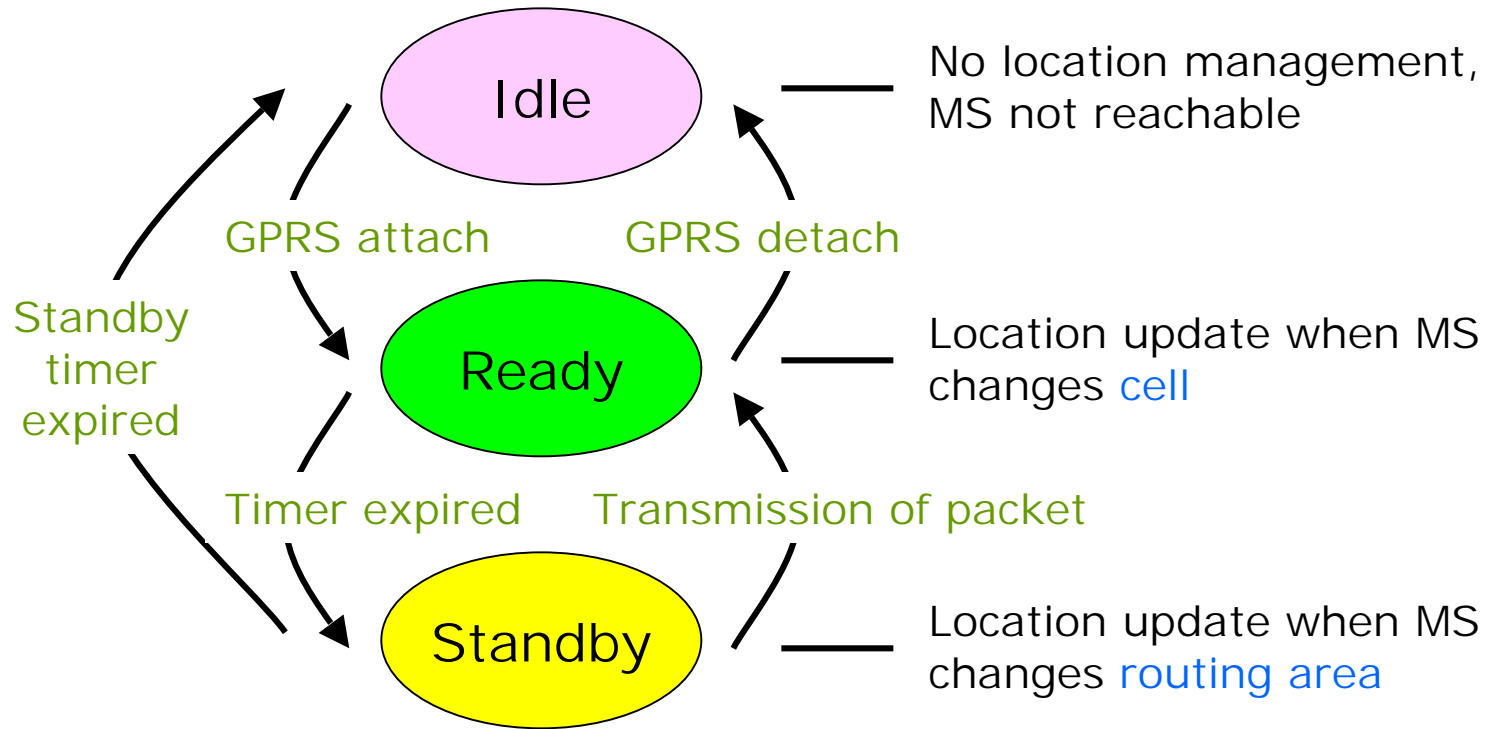 Idle
No location management,
MS not reachable
GPRS attach
GPRS detach
Standby
timer
expired
Ready
Location update when MS
changes cell
Timer expired
Transmission of packet
Standby
Location update when MS
changes routing area